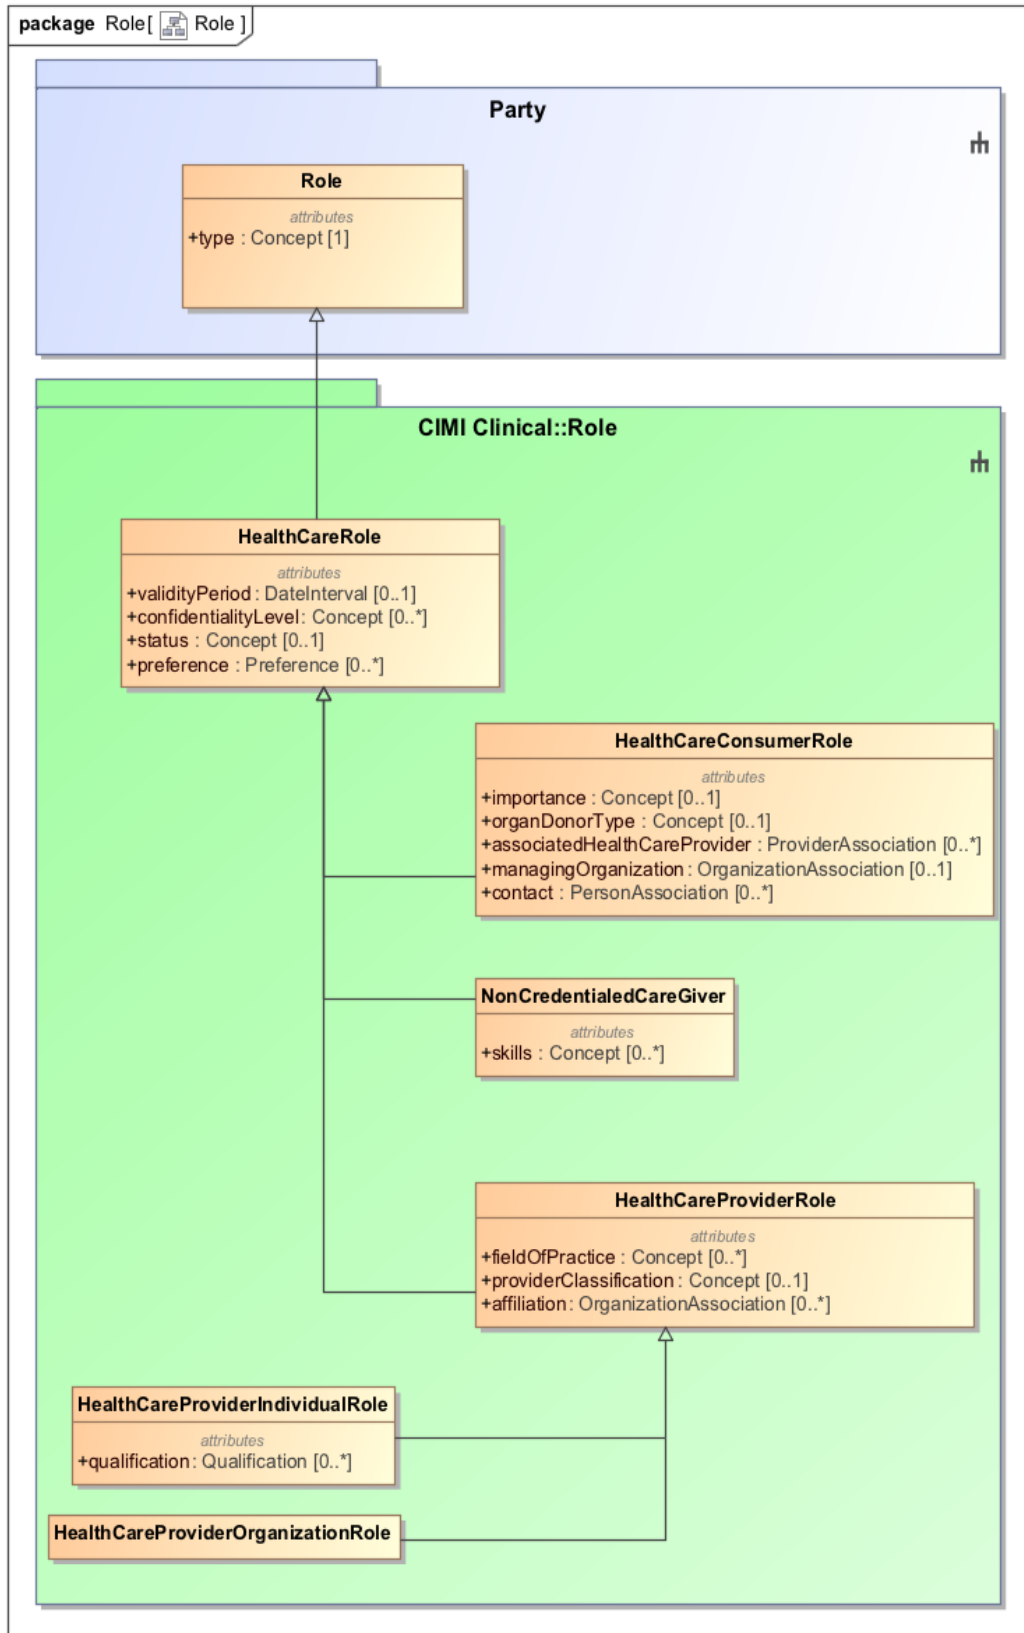 package Role[ Role ]
Party
Role
attributes
+type : Concept [1]
CIMI Clinical::Role
HealthCareRole
attributes
+validityPeriod : DateInterval [0..1]
+confidentialityLevel : Concept [0..*]
+status : Concept [0..1]
+preference : Preference [0..*]
HealthCareConsumerRole
attributes
+importance : Concept [0..1]
+organDonorType : Concept [0..1]
+associatedHealthCareProvider : ProviderAssociation [0..*]
+managingOrganization : OrganizationAssociation [0..1]
+contact : PersonAssociation [0..*]
NonCredentialedCareGiver
attributes
+skills : Concept [0..*]
HealthCareProviderRole
attributes
+fieldOfPractice : Concept [0..*]
+providerClassification : Concept [0..1]
+affiliation : OrganizationAssociation [0..*]
HealthCareProviderIndividualRole
attributes
+qualification : Qualification [0..*]
HealthCareProviderOrganizationRole